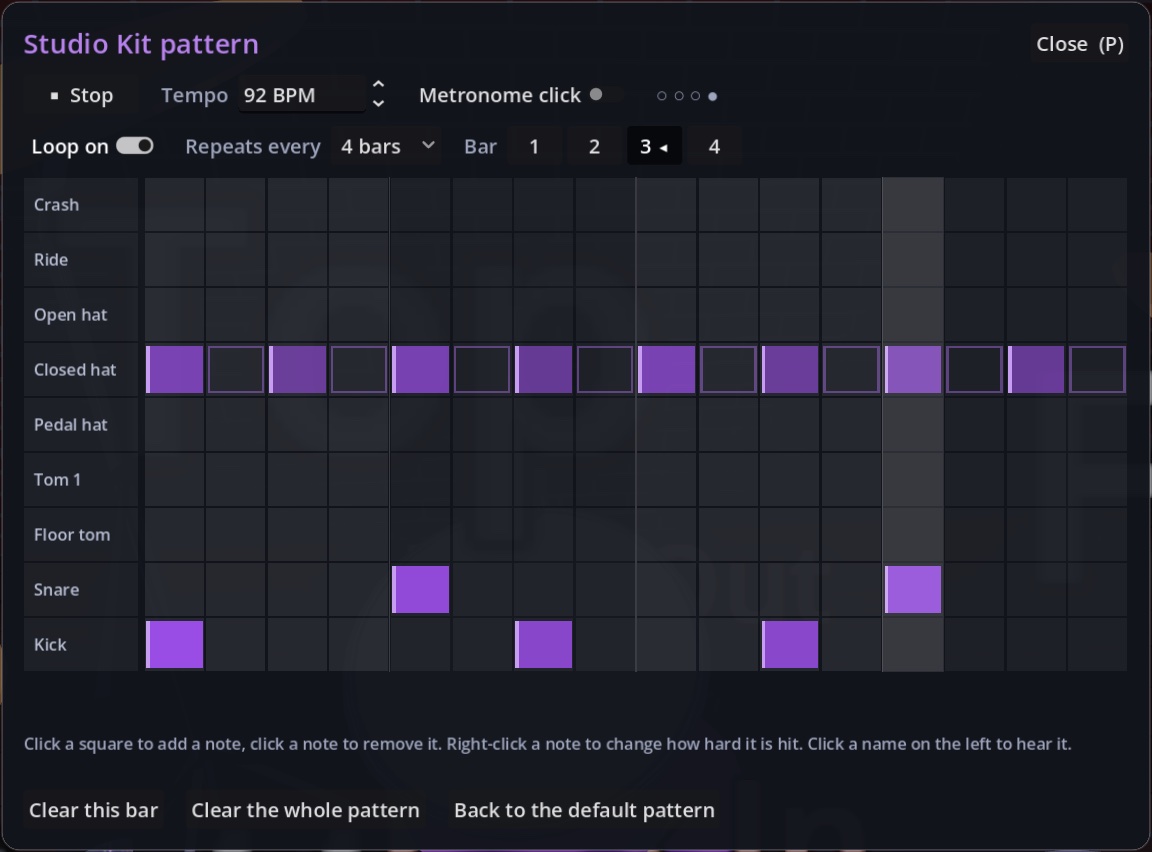 Studio Kit pattern
Close (P)
Stop Tempo 92 BPM Metronome click
Loop on Repeats every 4 bars Bar 1 2 3 4
Crash
Ride
Open hat
Closed hat
Pedal hat
Tom 1
Floor tom
Snare
Kick
Click a square to add a note, click a note to remove it. Right-click a note to change how hard it is hit. Click a name on the left to hear it.
Clear this bar Clear the whole pattern Back to the default pattern